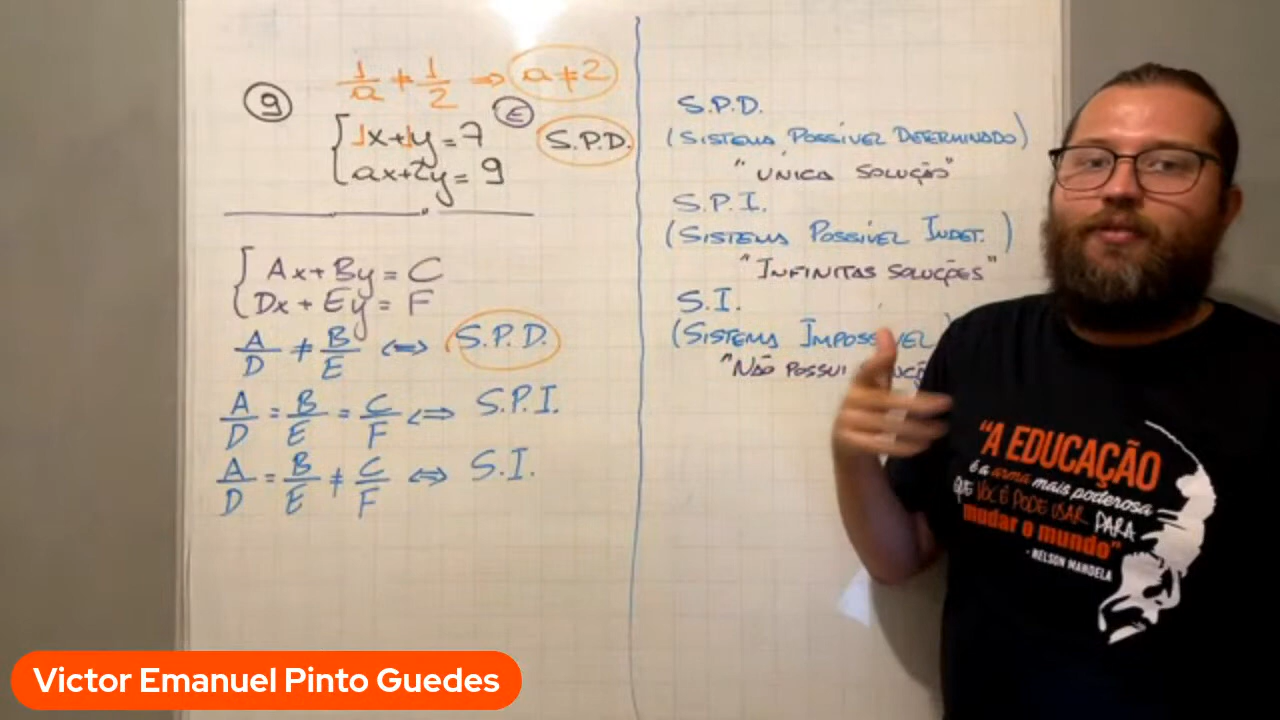 1/a ≠ 1/2 ⇒ a ≠ 2
9
E
1x+1y=7
S.P.D.
ax+2y=9
Ax+By=C
Dx+Ey=F
A/D ≠ B/E ⇔ S.P.D.
A/D = B/E = C/F ⇔ S.P.I.
A/D = B/E ≠ C/F ⇔ S.I.
S.P.D.
(SISTEMA POSSÍVEL DETERMINADO)
"ÚNICA SOLUÇÃO"
S.P.I.
(SISTEMA POSSÍVEL INDET.)
"INFINITAS SOLUÇÕES"
S.I.
(SISTEMA IMPOSSÍVEL)
"NÃO POSSUI
"A EDUCAÇÃO
é a arma mais poderosa
QUE VOCÊ PODE USAR PARA
mudar o mundo"
- NELSON MANDELA
Victor Emanuel Pinto Guedes